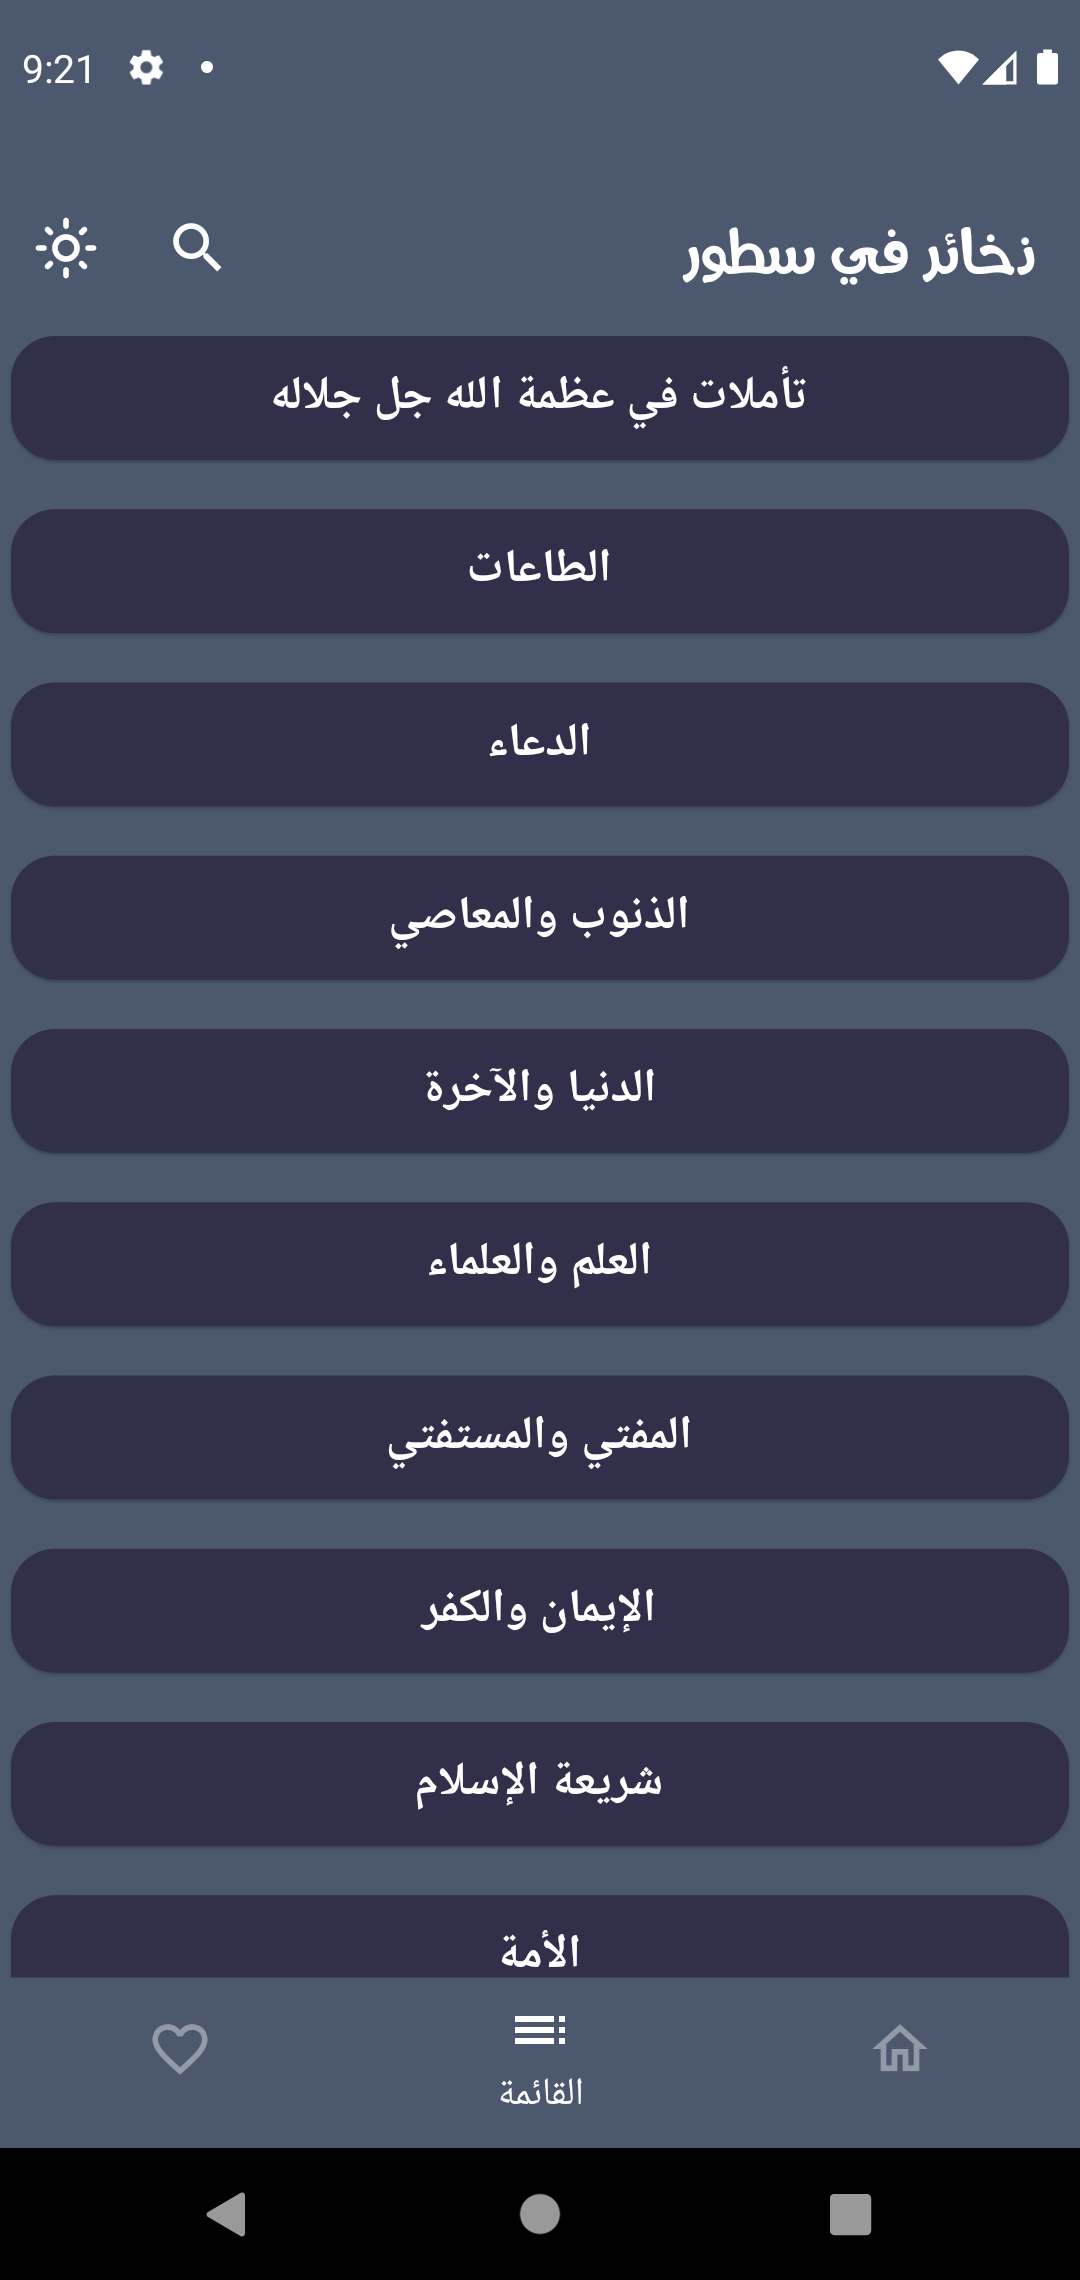 9:21
ذخائر في سطور
تأملات في عظمة الله جل جلاله
الطاعات
الدعاء
الذنوب والمعاصي
الدنيا والآخرة
العلم والعلماء
المفتي والمستفتي
الإيمان والكفر
شريعة الإسلام
الأمة
القائمة